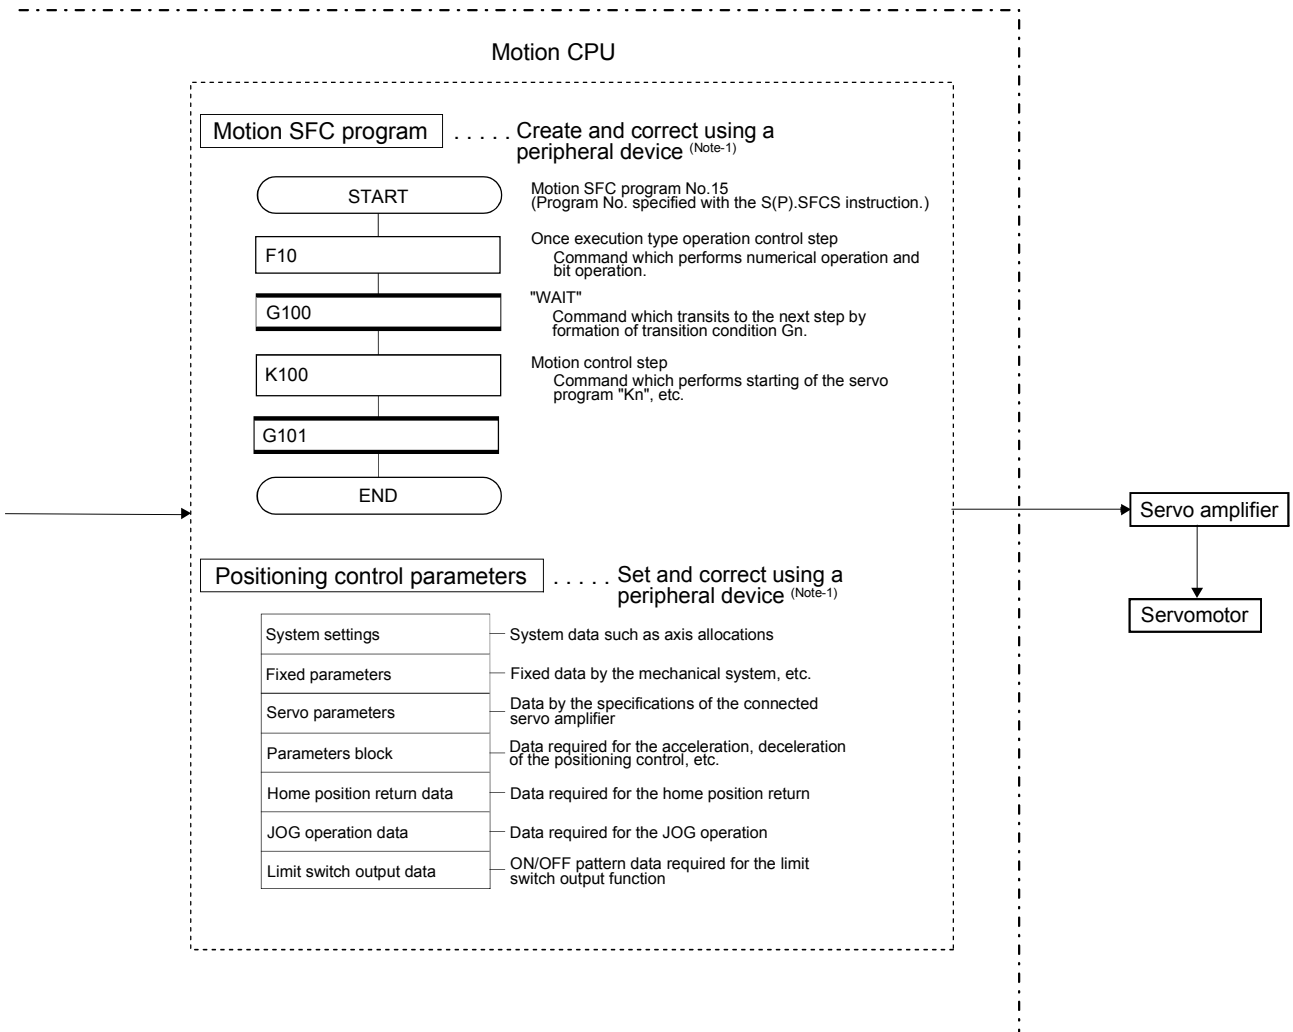 Motion CPU
Motion SFC program
. . . . . Create and correct using a
peripheral device (Note-1)
START
Motion SFC program No.15
(Program No. specified with the S(P).SFCS instruction.)
F10
Once execution type operation control step
Command which performs numerical operation and
bit operation.
G100
"WAIT"
Command which transits to the next step by
formation of transition condition Gn.
K100
Motion control step
Command which performs starting of the servo
program "Kn", etc.
G101
END
Servo amplifier
Servomotor
Positioning control parameters
. . . . . Set and correct using a
peripheral device (Note-1)
System settings
System data such as axis allocations
Fixed parameters
Fixed data by the mechanical system, etc.
Servo parameters
Data by the specifications of the connected
servo amplifier
Parameters block
Data required for the acceleration, deceleration
of the positioning control, etc.
Home position return data
Data required for the home position return
JOG operation data
Data required for the JOG operation
Limit switch output data
ON/OFF pattern data required for the limit
switch output function